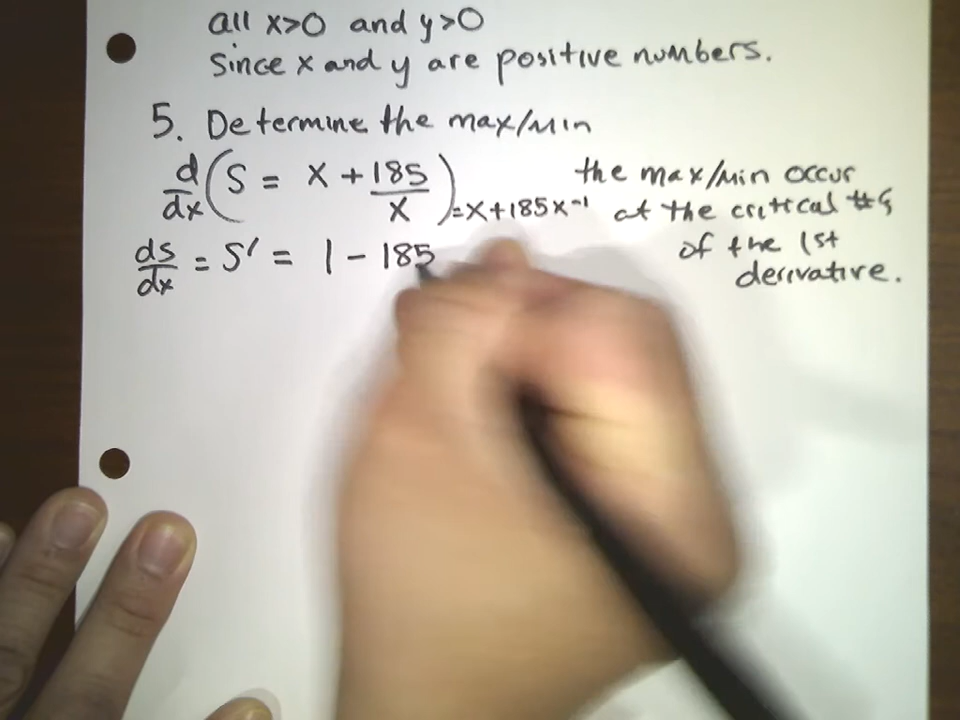 all x>0 and y>0
since x and y are positive numbers.
5. Determine the max/min
d/dx (S = x + 185/x) = x+185x⁻¹
the max/min occur
at the critical #s
of the 1st
derivative.
ds/dx = S' = 1 - 185